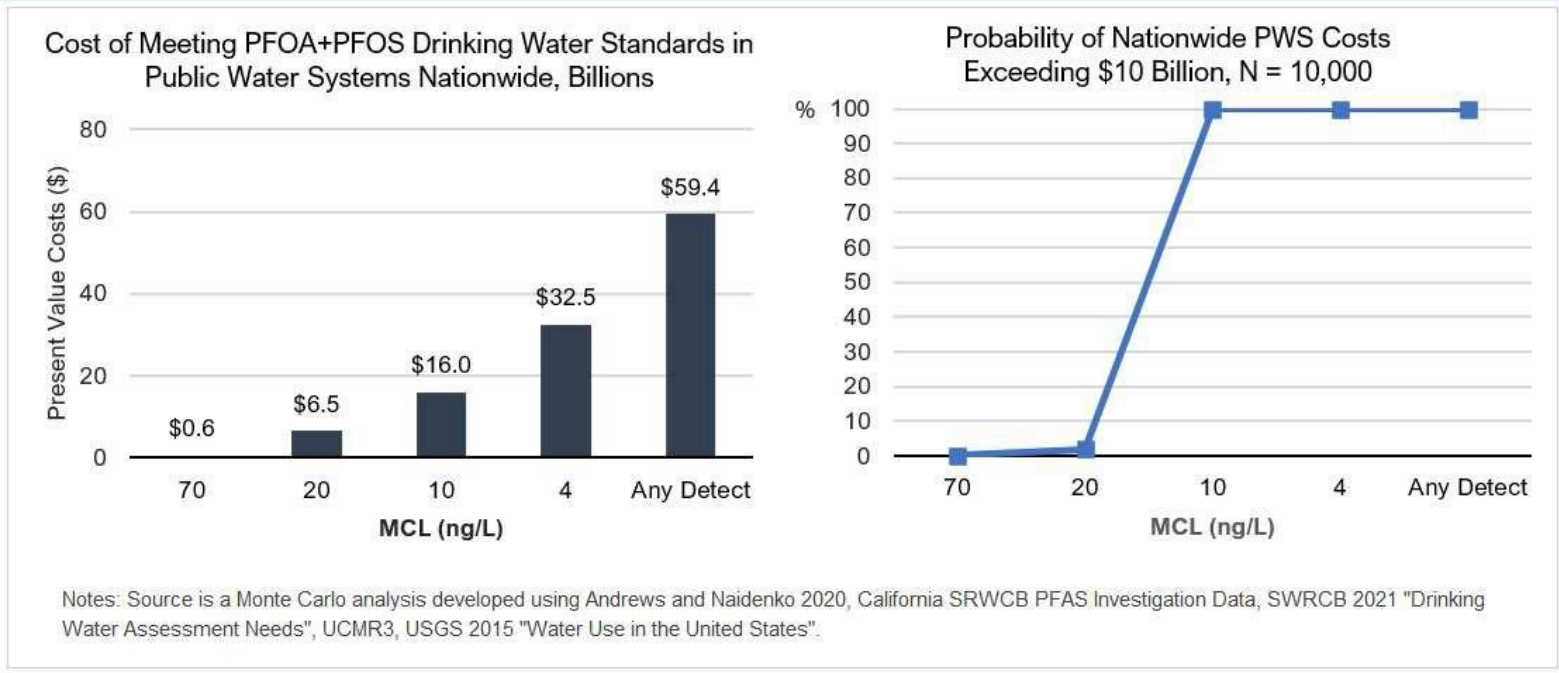 Cost of Meeting PFOA+PFOS Drinking Water Standards in
Public Water Systems Nationwide, Billions
Present Value Costs ($)
80
60
40
20
0
$0.6
$6.5
$16.0
$32.5
$59.4
70 20 10 4 Any Detect
MCL (ng/L)
Probability of Nationwide PWS Costs
Exceeding $10 Billion, N = 10,000
% 100
90
80
70
60
50
40
30
20
10
0
70 20 10 4 Any Detect
MCL (ng/L)
Notes: Source is a Monte Carlo analysis developed using Andrews and Naidenko 2020, California SRWCB PFAS Investigation Data, SWRCB 2021 "Drinking
Water Assessment Needs", UCMR3, USGS 2015 "Water Use in the United States".